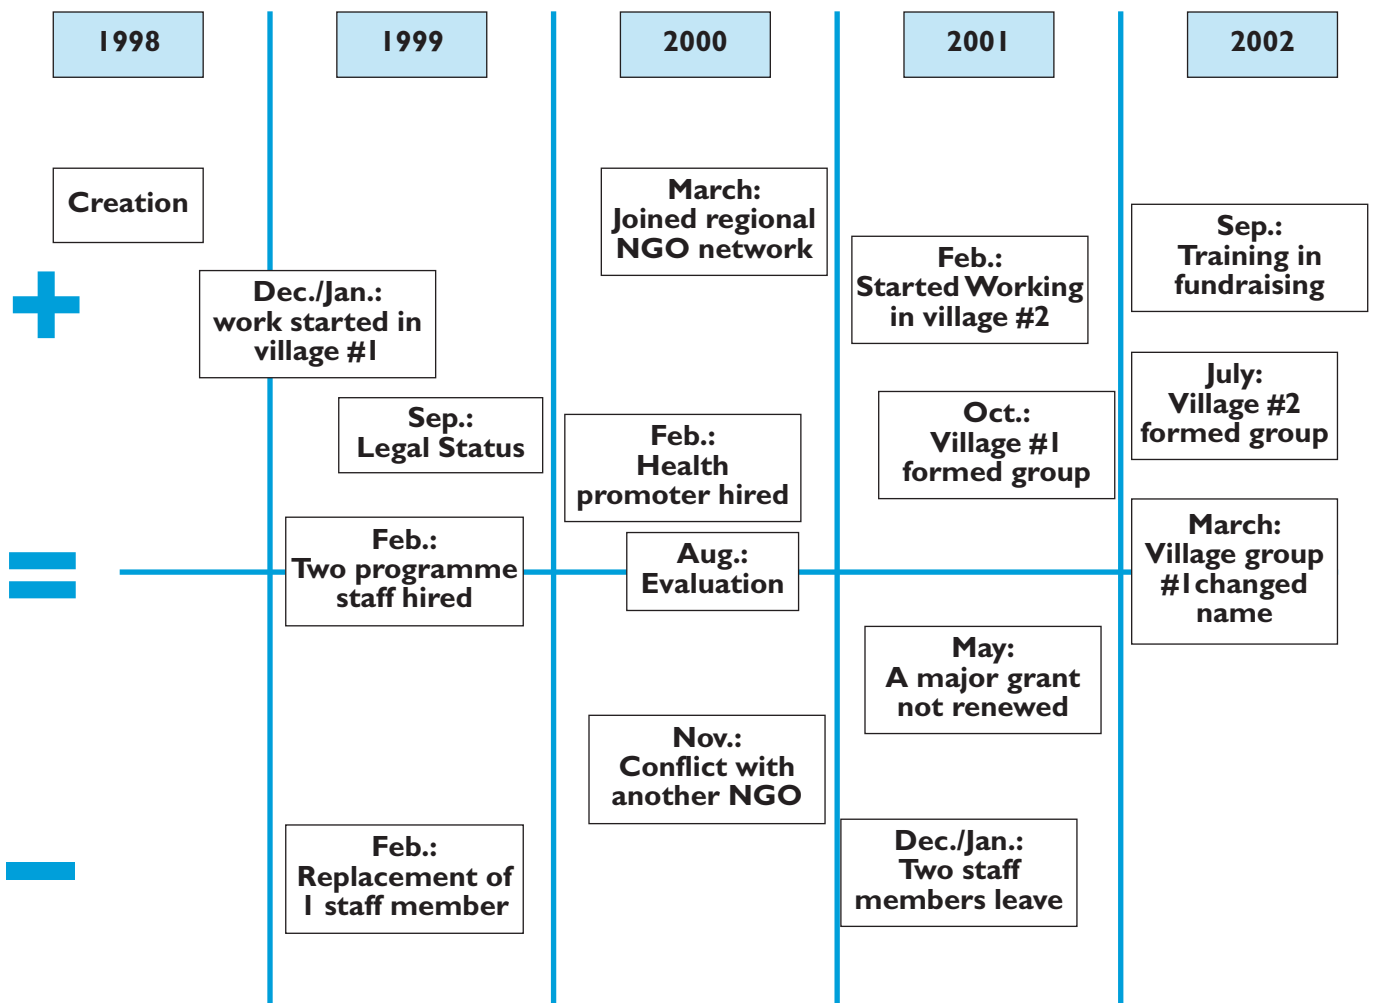 1998
1999
2000
2001
2002
Creation
Dec./Jan.:
work started in
village #1
Sep.:
Legal Status
Feb.:
Two programme
staff hired
Feb.:
Replacement of
1 staff member
March:
Joined regional
NGO network
Feb.:
Health
promoter hired
Aug.:
Evaluation
Nov.:
Conflict with
another NGO
Feb.:
Started Working
in village #2
Oct.:
Village #1
formed group
May:
A major grant
not renewed
Dec./Jan.:
Two staff
members leave
Sep.:
Training in
fundraising
July:
Village #2
formed group
March:
Village group
#1changed
name
+
=
−